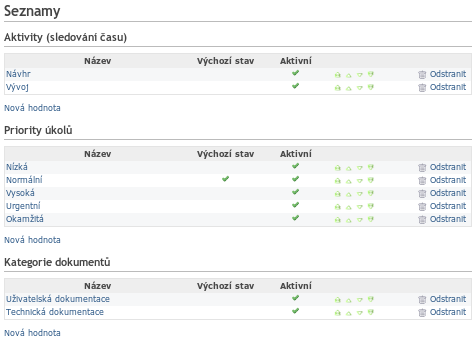 Seznamy
Aktivity (sledování času)
Název Výchozí stav Aktivní
Návrh Odstranit
Vývoj Odstranit
Nová hodnota
Priority úkolů
Název Výchozí stav Aktivní
Nízká Odstranit
Normální Odstranit
Vysoká Odstranit
Urgentní Odstranit
Okamžitá Odstranit
Nová hodnota
Kategorie dokumentů
Název Výchozí stav Aktivní
Uživatelská dokumentace Odstranit
Technická dokumentace Odstranit
Nová hodnota